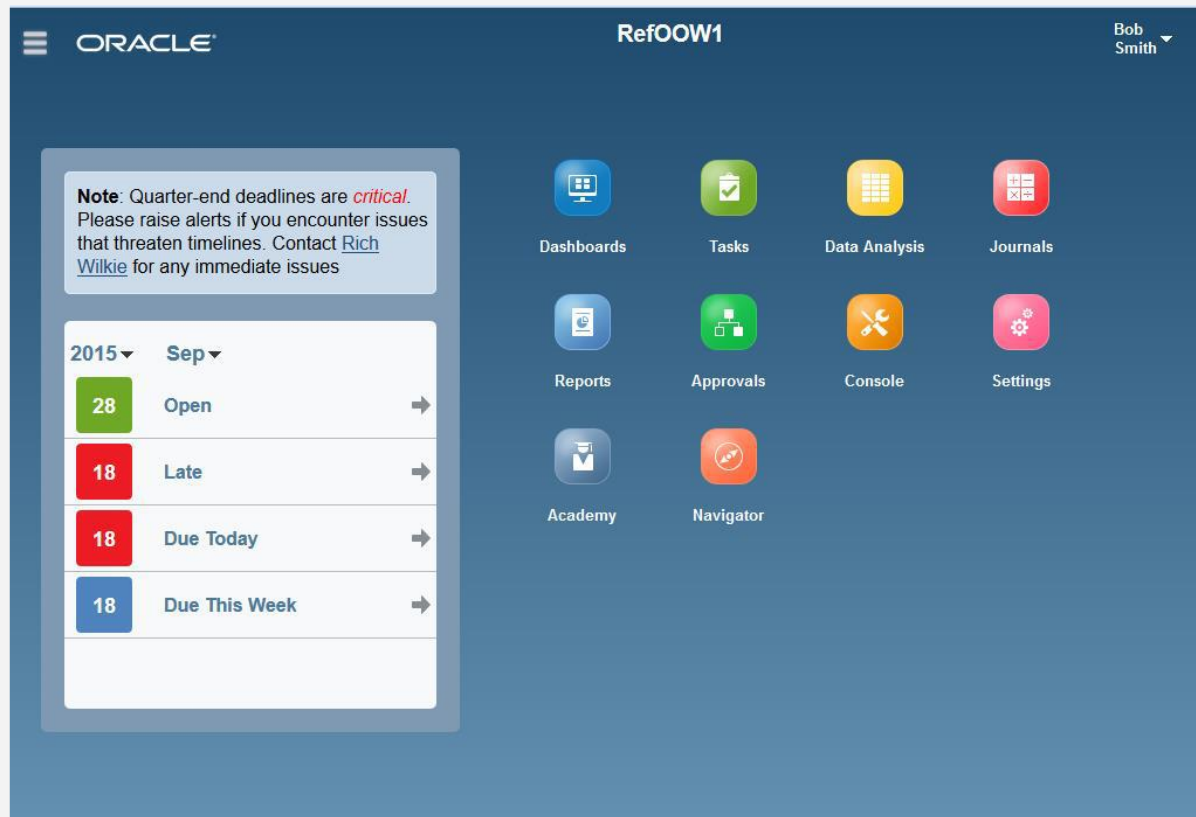 ORACLE
RefOOW1
Bob
Smith
Note: Quarter-end deadlines are critical.
Please raise alerts if you encounter issues
that threaten timelines. Contact Rich
Wilkie for any immediate issues
2015 Sep
28 Open
18 Late
18 Due Today
18 Due This Week
Dashboards Tasks Data Analysis Journals
Reports Approvals Console Settings
Academy Navigator